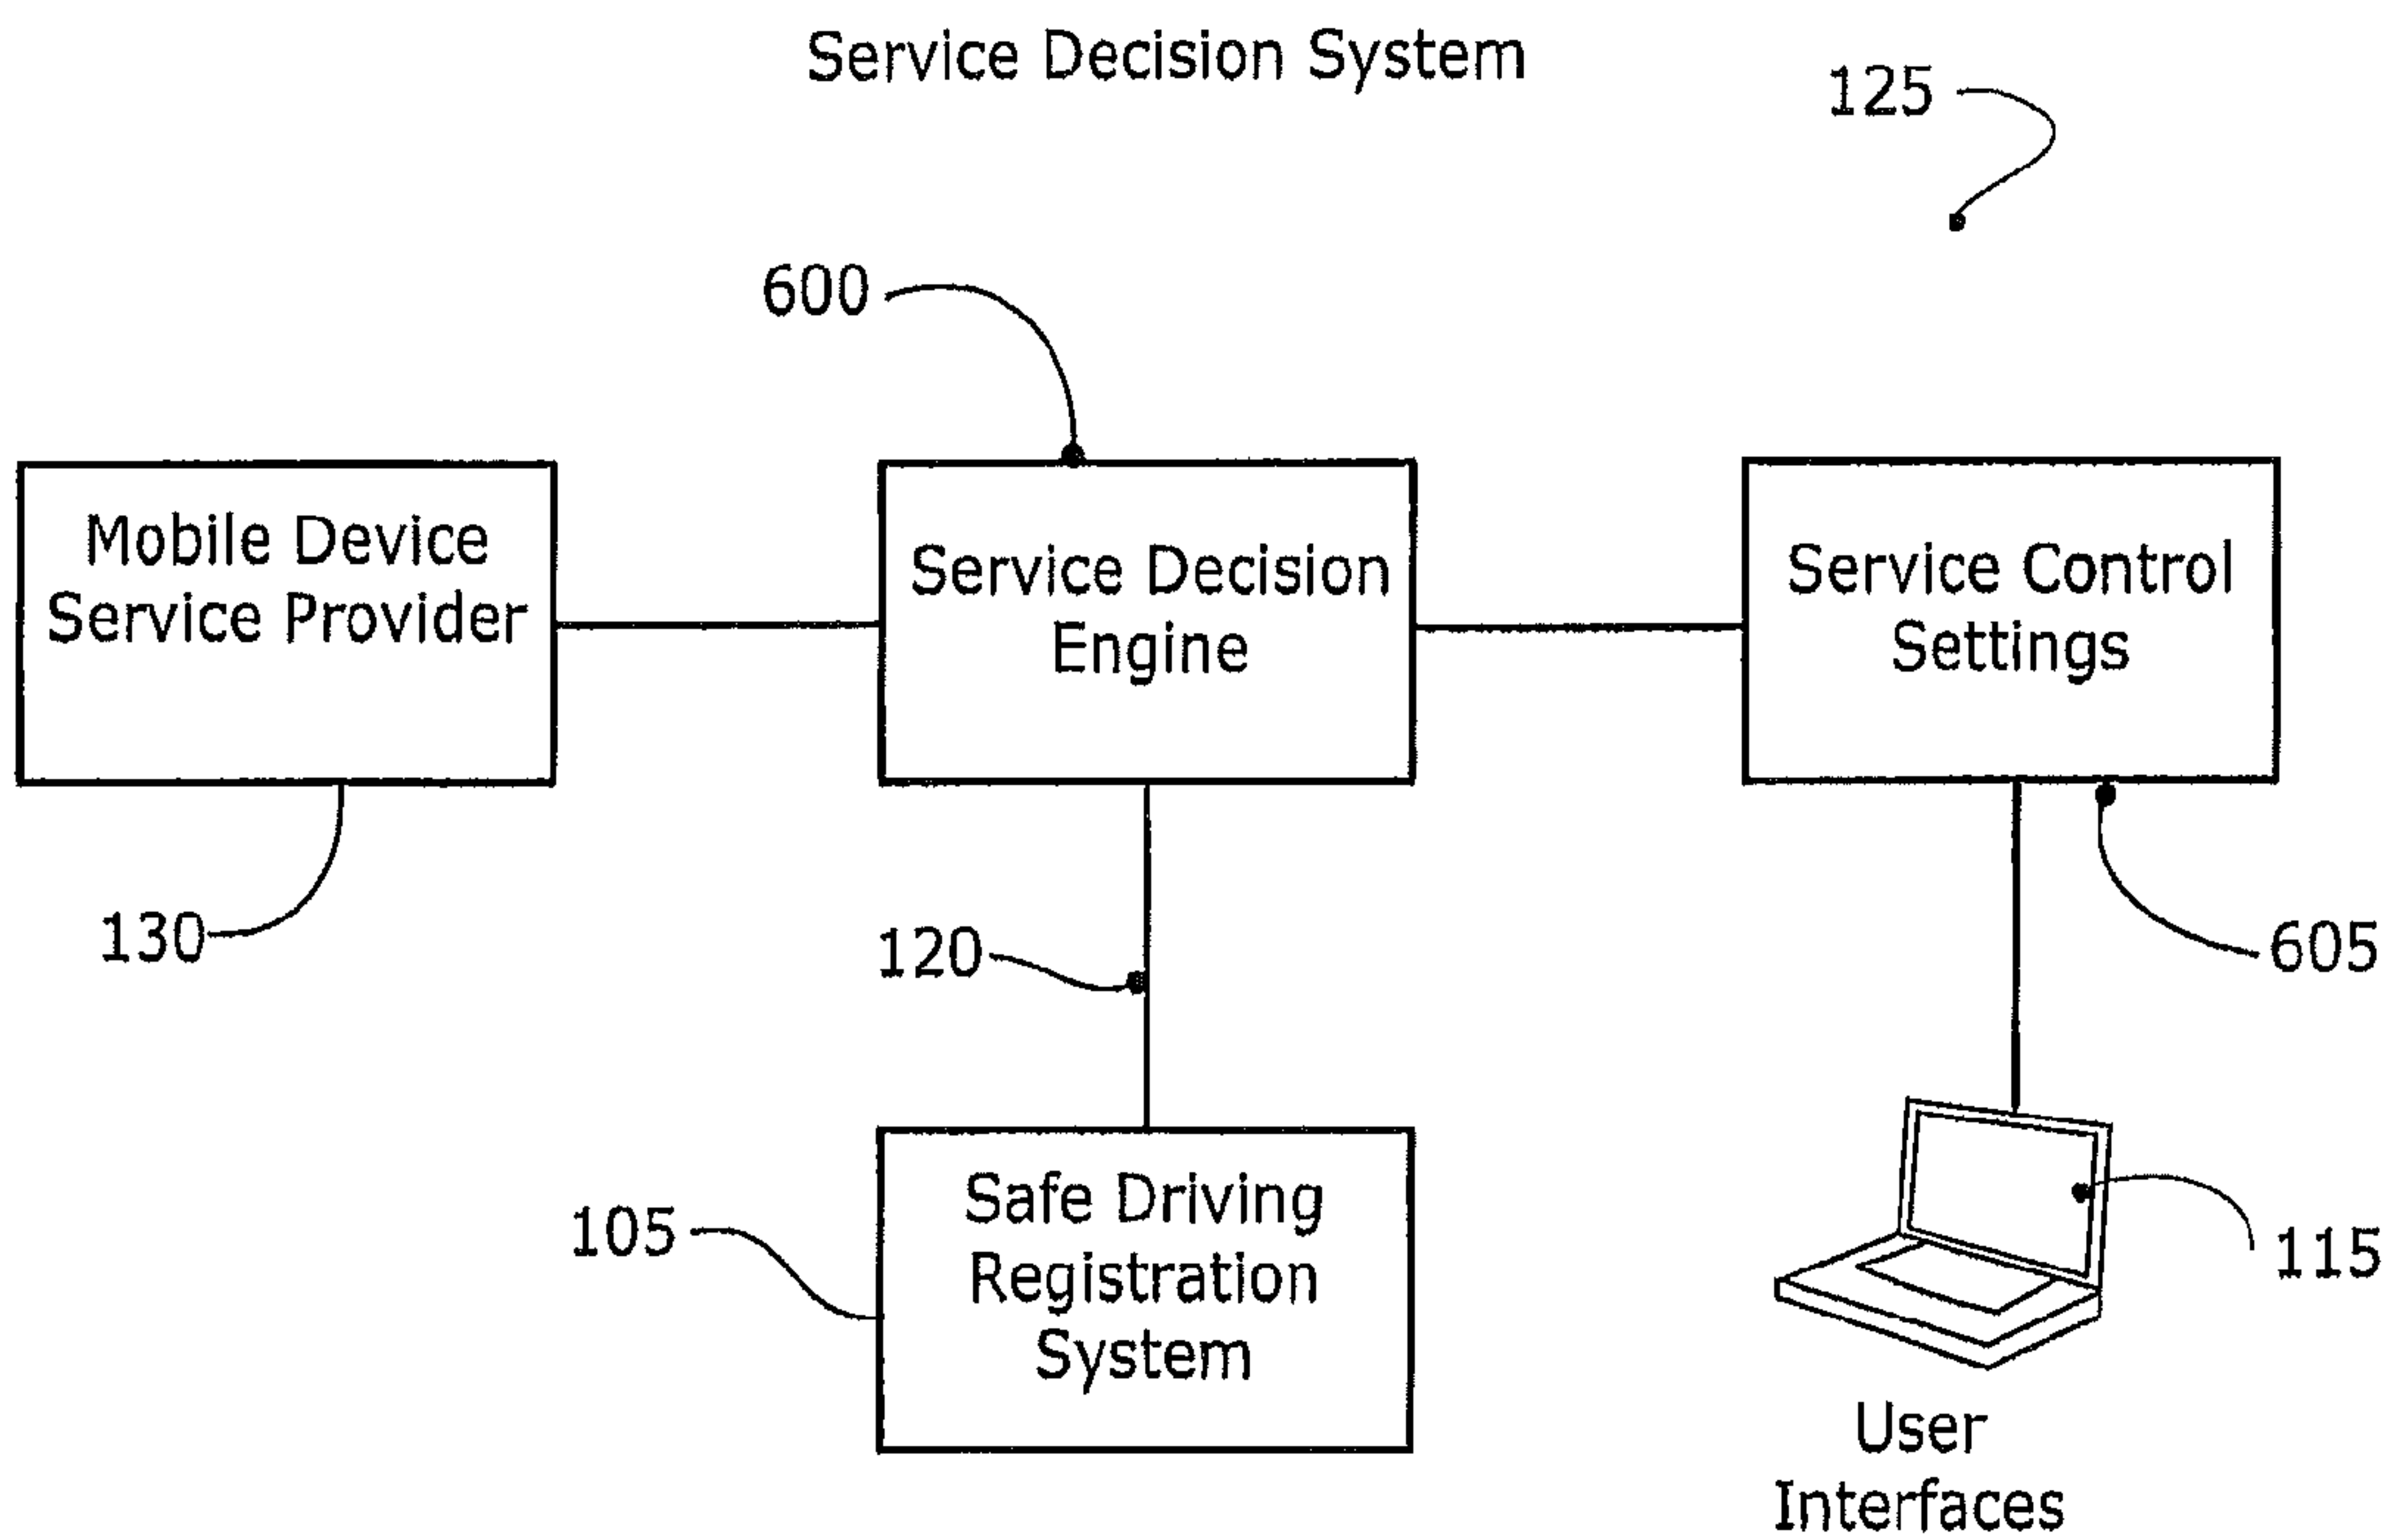 Service Decision System
125
600
Mobile Device
Service Provider
Service Decision
Engine
Service Control
Settings
130
120
605
105
Safe Driving
Registration
System
115
User
Interfaces